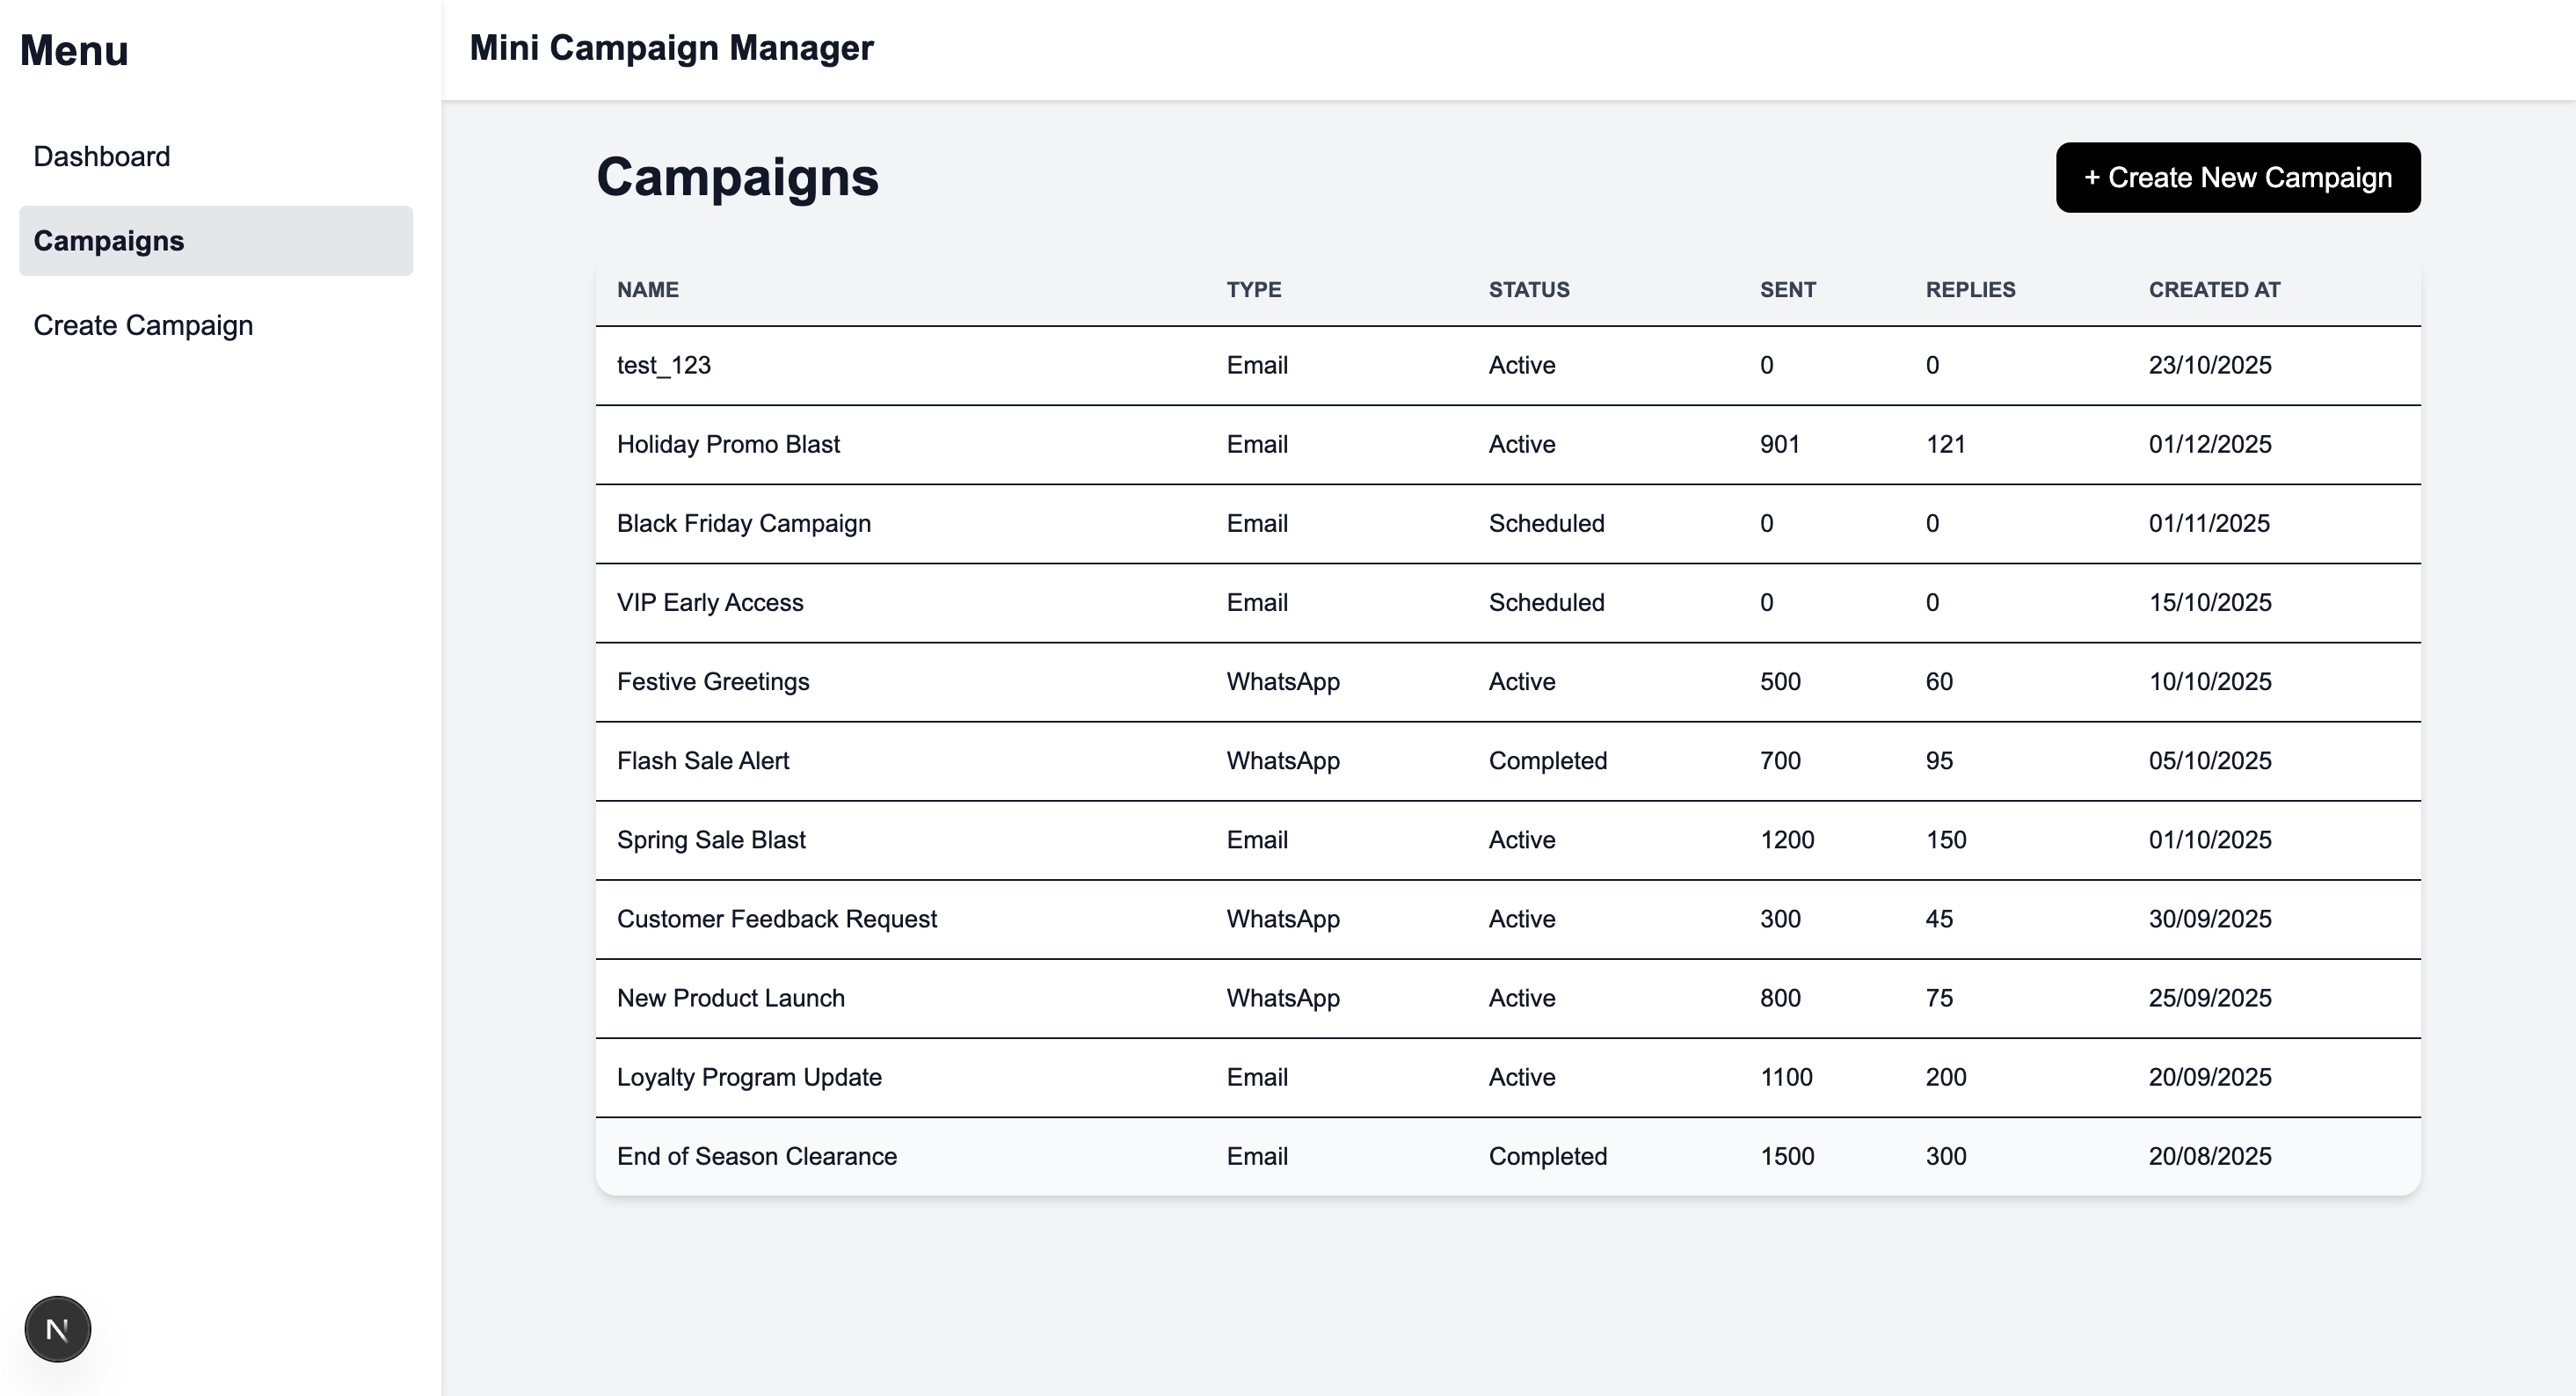 Menu
Dashboard
Campaigns
Create Campaign
N
Mini Campaign Manager
Campaigns
+ Create New Campaign
NAME TYPE STATUS SENT REPLIES CREATED AT
test_123 Email Active 0 0 23/10/2025
Holiday Promo Blast Email Active 901 121 01/12/2025
Black Friday Campaign Email Scheduled 0 0 01/11/2025
VIP Early Access Email Scheduled 0 0 15/10/2025
Festive Greetings WhatsApp Active 500 60 10/10/2025
Flash Sale Alert WhatsApp Completed 700 95 05/10/2025
Spring Sale Blast Email Active 1200 150 01/10/2025
Customer Feedback Request WhatsApp Active 300 45 30/09/2025
New Product Launch WhatsApp Active 800 75 25/09/2025
Loyalty Program Update Email Active 1100 200 20/09/2025
End of Season Clearance Email Completed 1500 300 20/08/2025